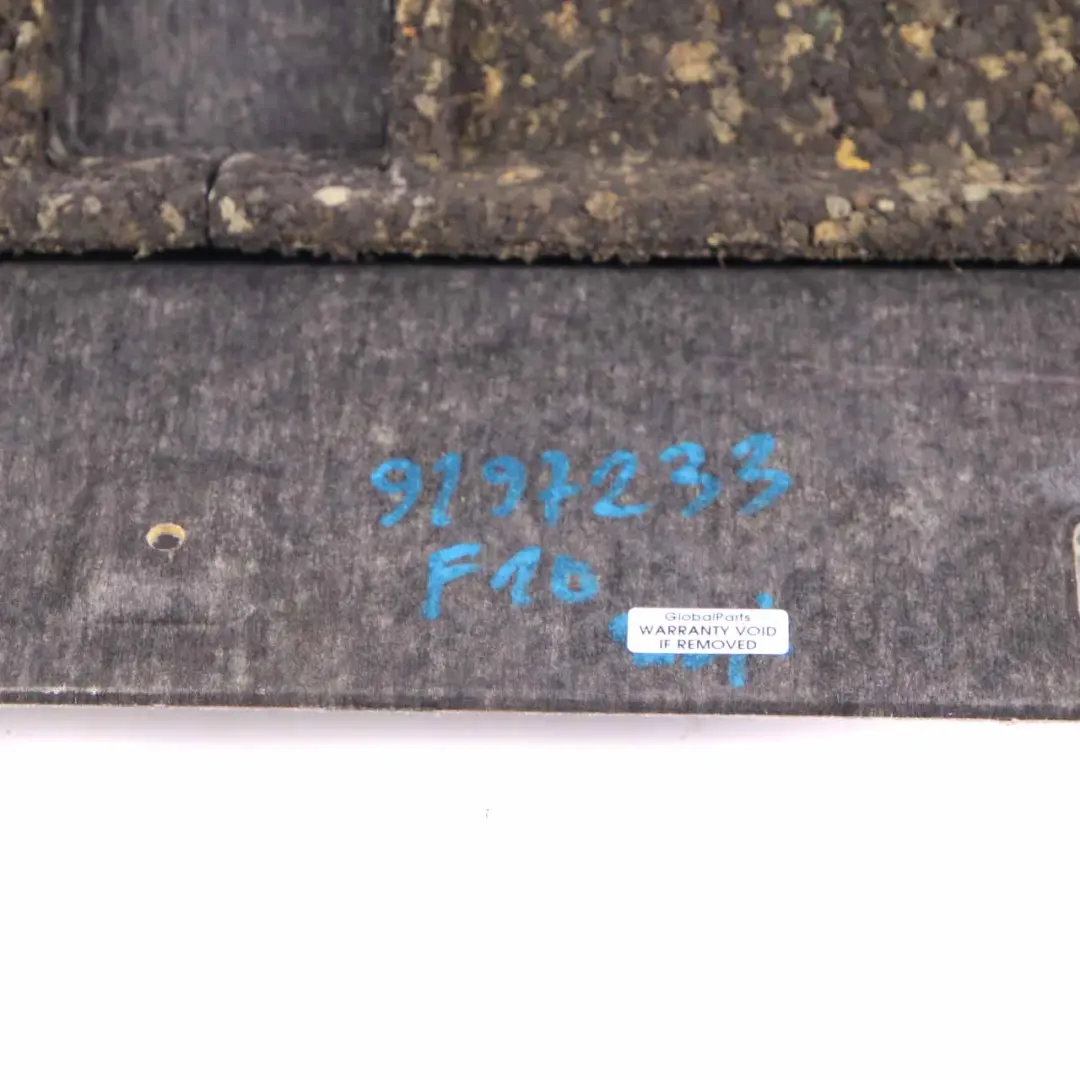 9197233
F10
GlobalParts
WARRANTY VOID
IF REMOVED